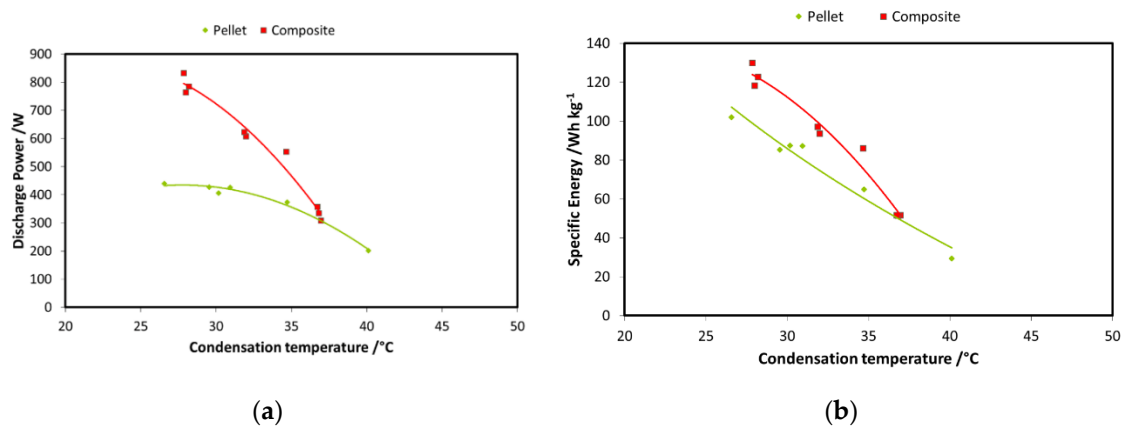 Pellet Composite
900
800
700
600
500
400
300
200
100
0
Discharge Power /W
20 25 30 35 40 45 50
Condensation temperature /°C
(a)
Pellet Composite
140
120
100
80
60
40
20
0
Specific Energy /Wh kg⁻¹
20 25 30 35 40 45 50
Condensation temperature /°C
(b)